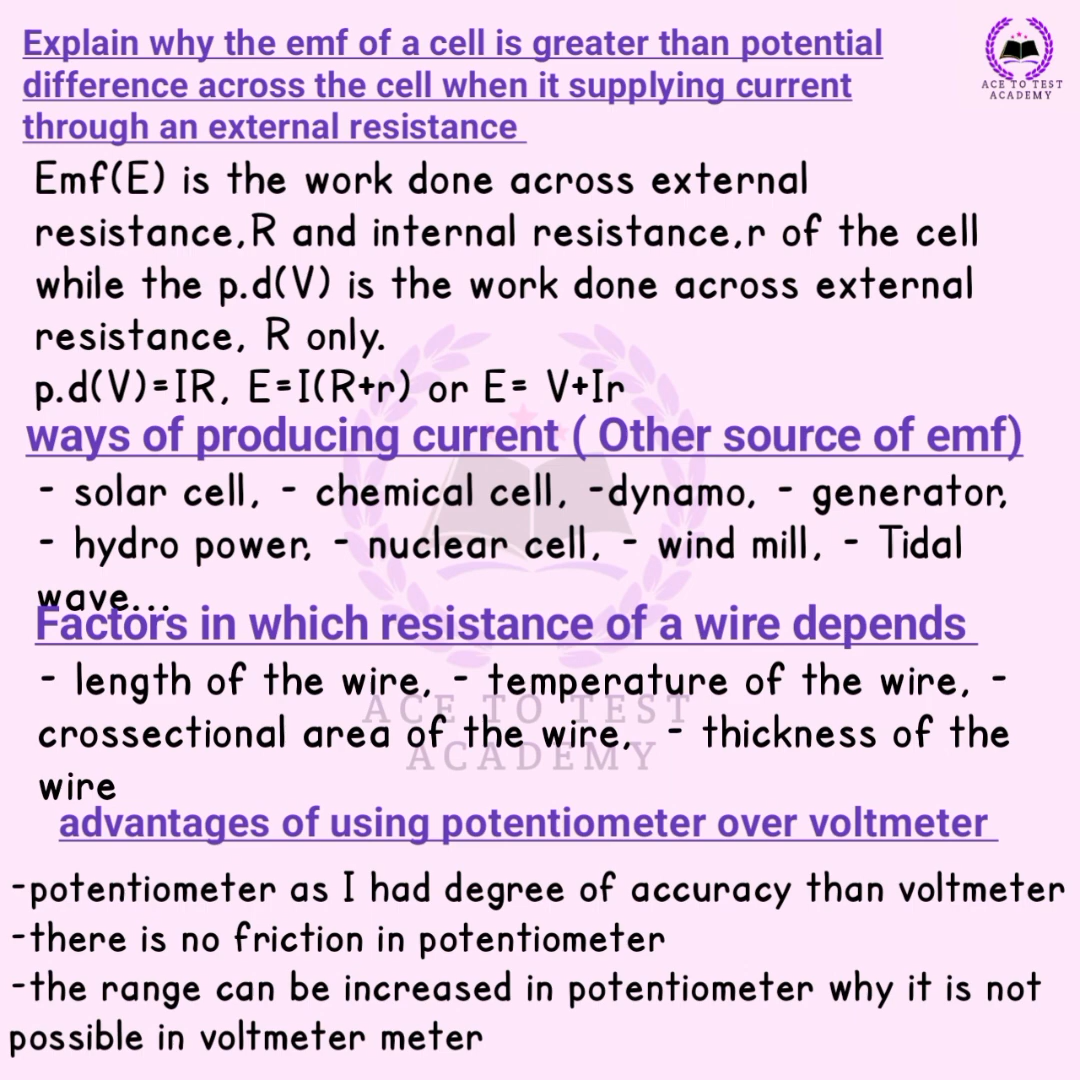 Explain why the emf of a cell is greater than potential
difference across the cell when it supplying current
through an external resistance
ACE TO TEST
ACADEMY
Emf(E) is the work done across external
resistance,R and internal resistance,r of the cell
while the p.d(V) is the work done across external
resistance, R only.
p.d(V)=IR, E=I(R+r) or E= V+Ir
ways of producing current ( Other source of emf)
- solar cell, - chemical cell, -dynamo, - generator,
- hydro power, - nuclear cell, - wind mill, - Tidal
wave...
Factors in which resistance of a wire depends
- length of the wire, - temperature of the wire, -
crossectional area of the wire, - thickness of the
wire
ACE TO TEST
ACADEMY
advantages of using potentiometer over voltmeter
-potentiometer as I had degree of accuracy than voltmeter
-there is no friction in potentiometer
-the range can be increased in potentiometer why it is not
possible in voltmeter meter